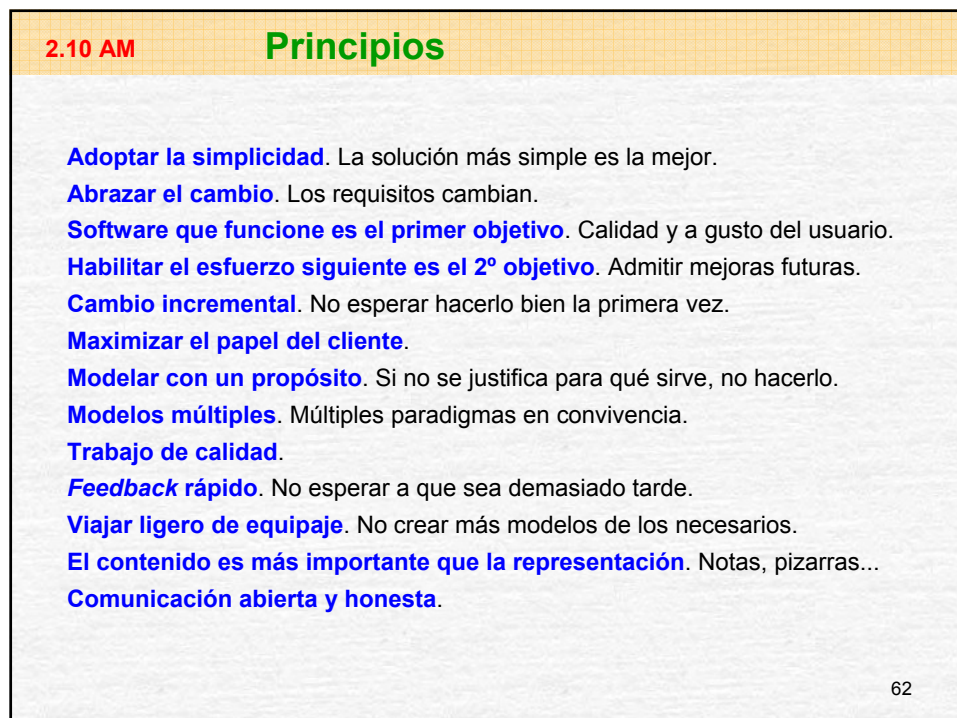 2.10 AM Principios
Adoptar la simplicidad. La solución más simple es la mejor.
Abrazar el cambio. Los requisitos cambian.
Software que funcione es el primer objetivo. Calidad y a gusto del usuario.
Habilitar el esfuerzo siguiente es el 2º objetivo. Admitir mejoras futuras.
Cambio incremental. No esperar hacerlo bien la primera vez.
Maximizar el papel del cliente.
Modelar con un propósito. Si no se justifica para qué sirve, no hacerlo.
Modelos múltiples. Múltiples paradigmas en convivencia.
Trabajo de calidad.
Feedback rápido. No esperar a que sea demasiado tarde.
Viajar ligero de equipaje. No crear más modelos de los necesarios.
El contenido es más importante que la representación. Notas, pizarras...
Comunicación abierta y honesta.
62